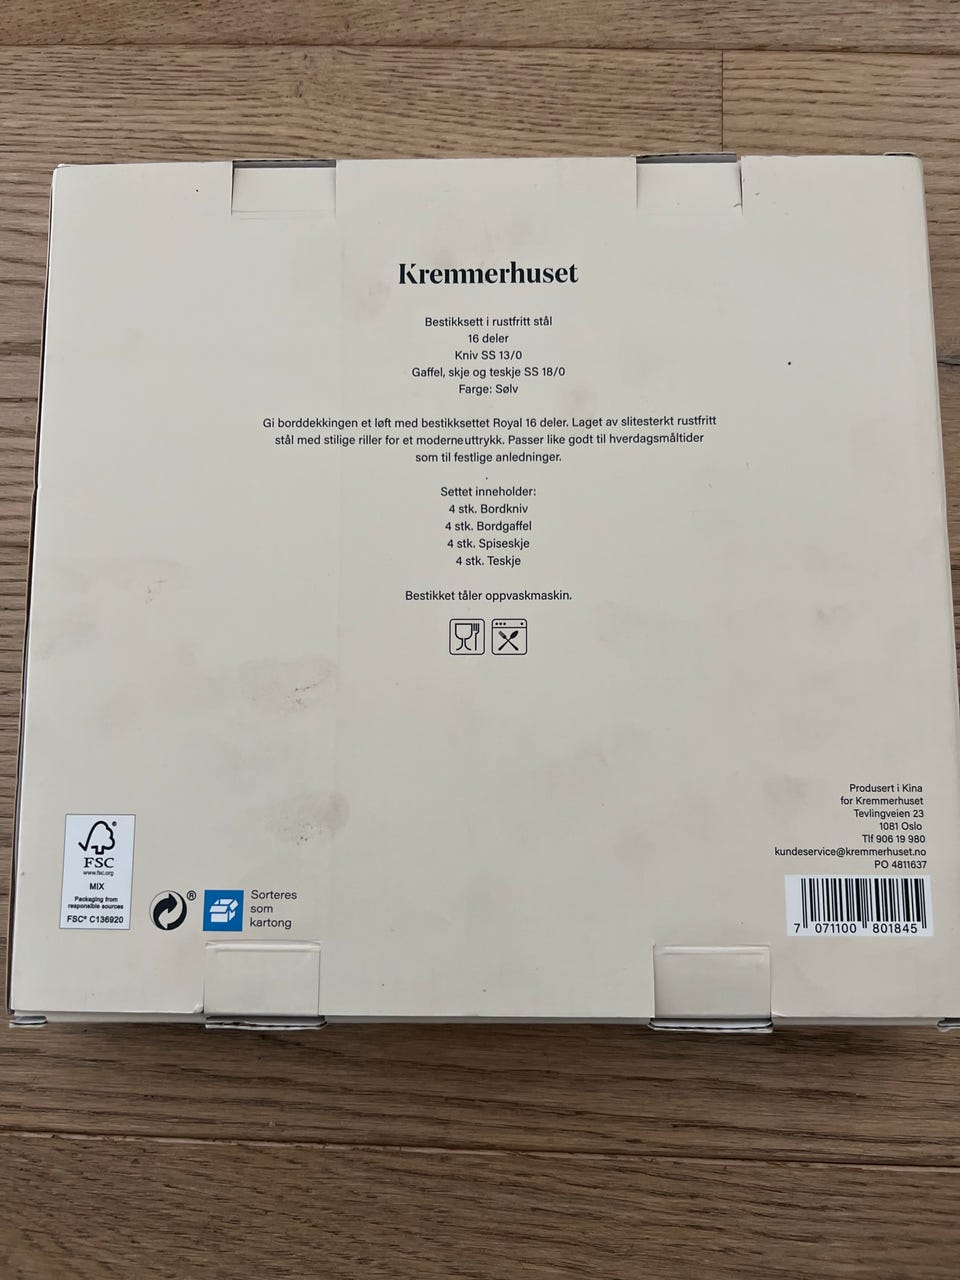 Kremmerhuset
Bestikksett i rustfritt stål
16 deler
Kniv SS 13/0
Gaffel, skje og teskje SS 18/0
Farge: Sølv
Gi borddekkingen et løft med bestikksettet Royal 16 deler. Laget av slitesterkt rustfritt
stål med stilige riller for et moderneuttrykk. Passer like godt til hverdagsmåltider
som til festlige anledninger.
Settet inneholder:
4 stk. Bordkniv
4 stk. Bordgaffel
4 stk. Spiseskje
4 stk. Teskje
Bestikket tåler oppvaskmaskin.
Produsert i Kina
for Kremmerhuset
Tevlingveien 23
1081 Oslo
Tlf 906 19 980
kundeservice@kremmerhuset.no
PO 4811637
7 071100 801845
®
FSC
www.fsc.org
MIX
Packaging from
responsible sources
FSC® C136920
®
Sorteres
som
kartong